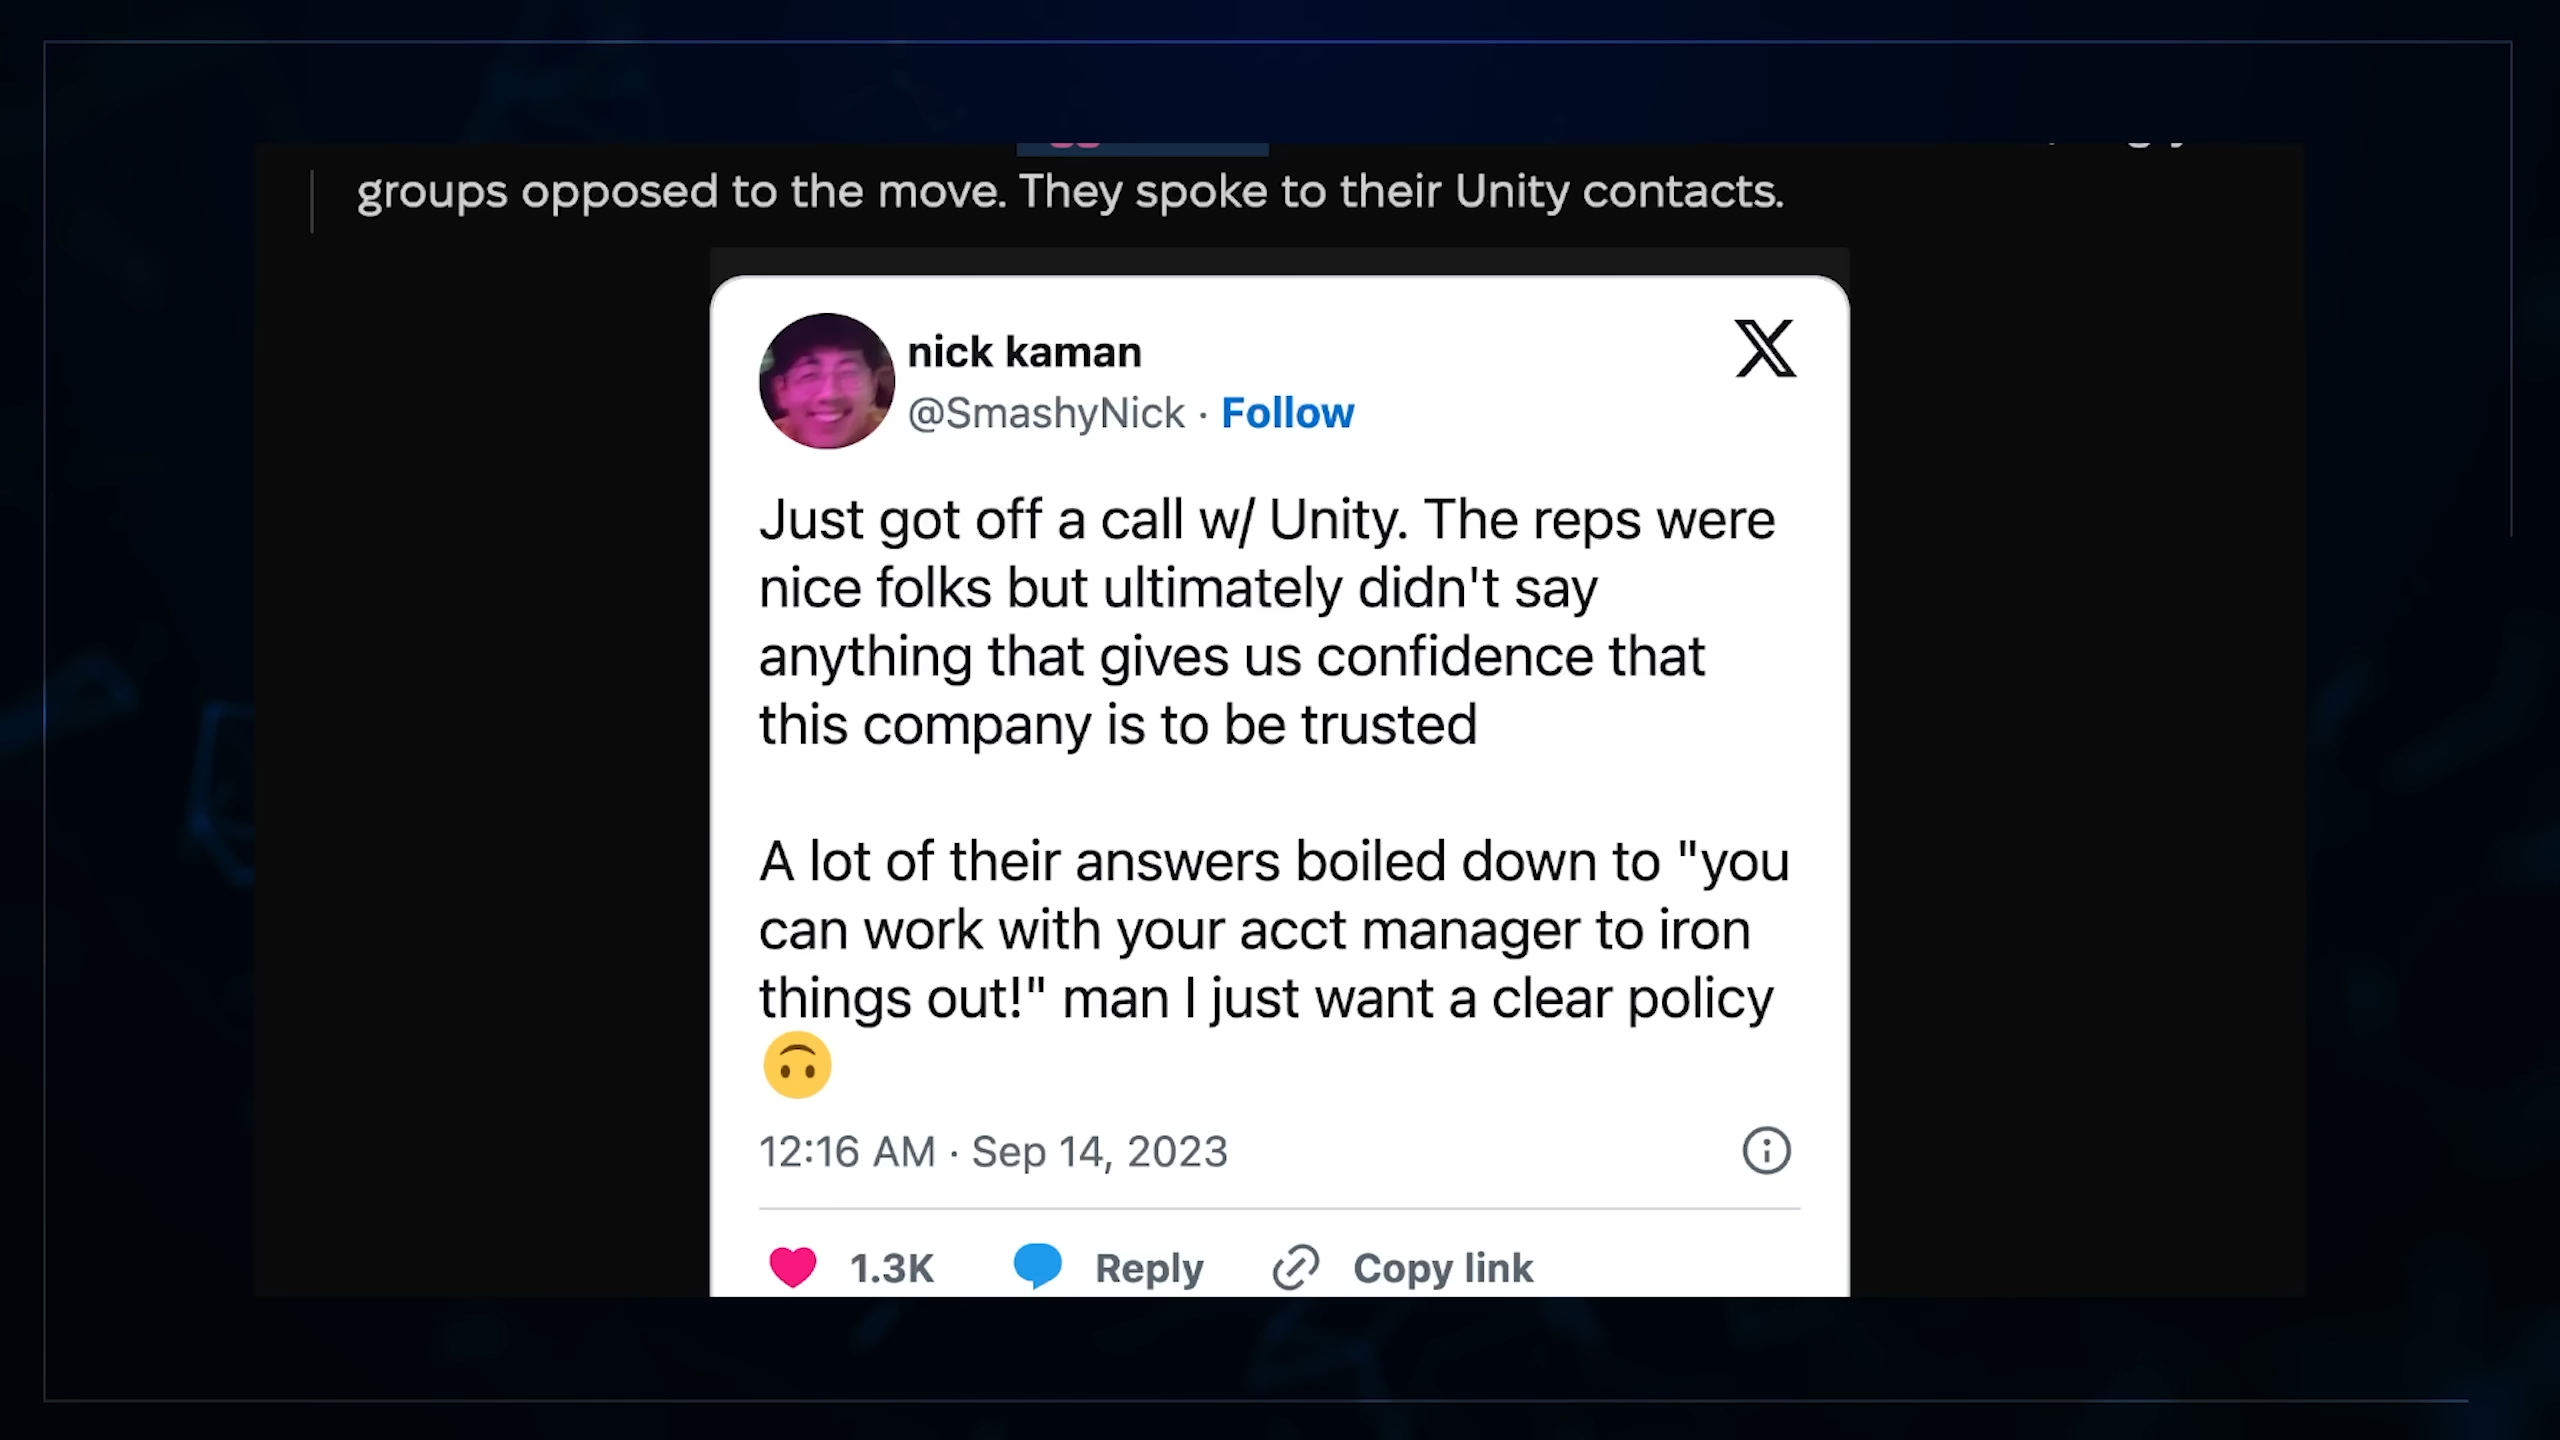 groups opposed to the move. They spoke to their Unity contacts.
nick kaman
@SmashyNick · Follow
Just got off a call w/ Unity. The reps were
nice folks but ultimately didn't say
anything that gives us confidence that
this company is to be trusted
A lot of their answers boiled down to "you
can work with your acct manager to iron
things out!" man I just want a clear policy
🙃
12:16 AM · Sep 14, 2023
1.3K Reply Copy link